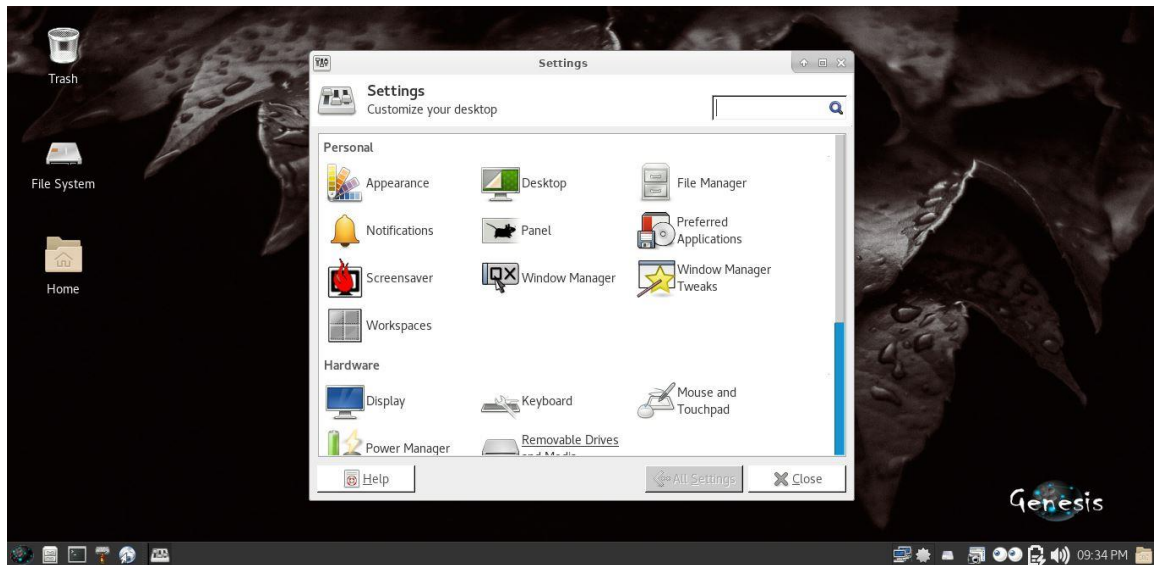 Trash
File System
Home
Settings
Settings
Customize your desktop
Personal
Appearance
Desktop
File Manager
Notifications
Panel
Preferred
Applications
Screensaver
Window Manager
Window Manager
Tweaks
Workspaces
Hardware
Display
Keyboard
Mouse and
Touchpad
Power Manager
Removable Drives
and Media
Help
All Settings
Close
Genesis
09:34 PM